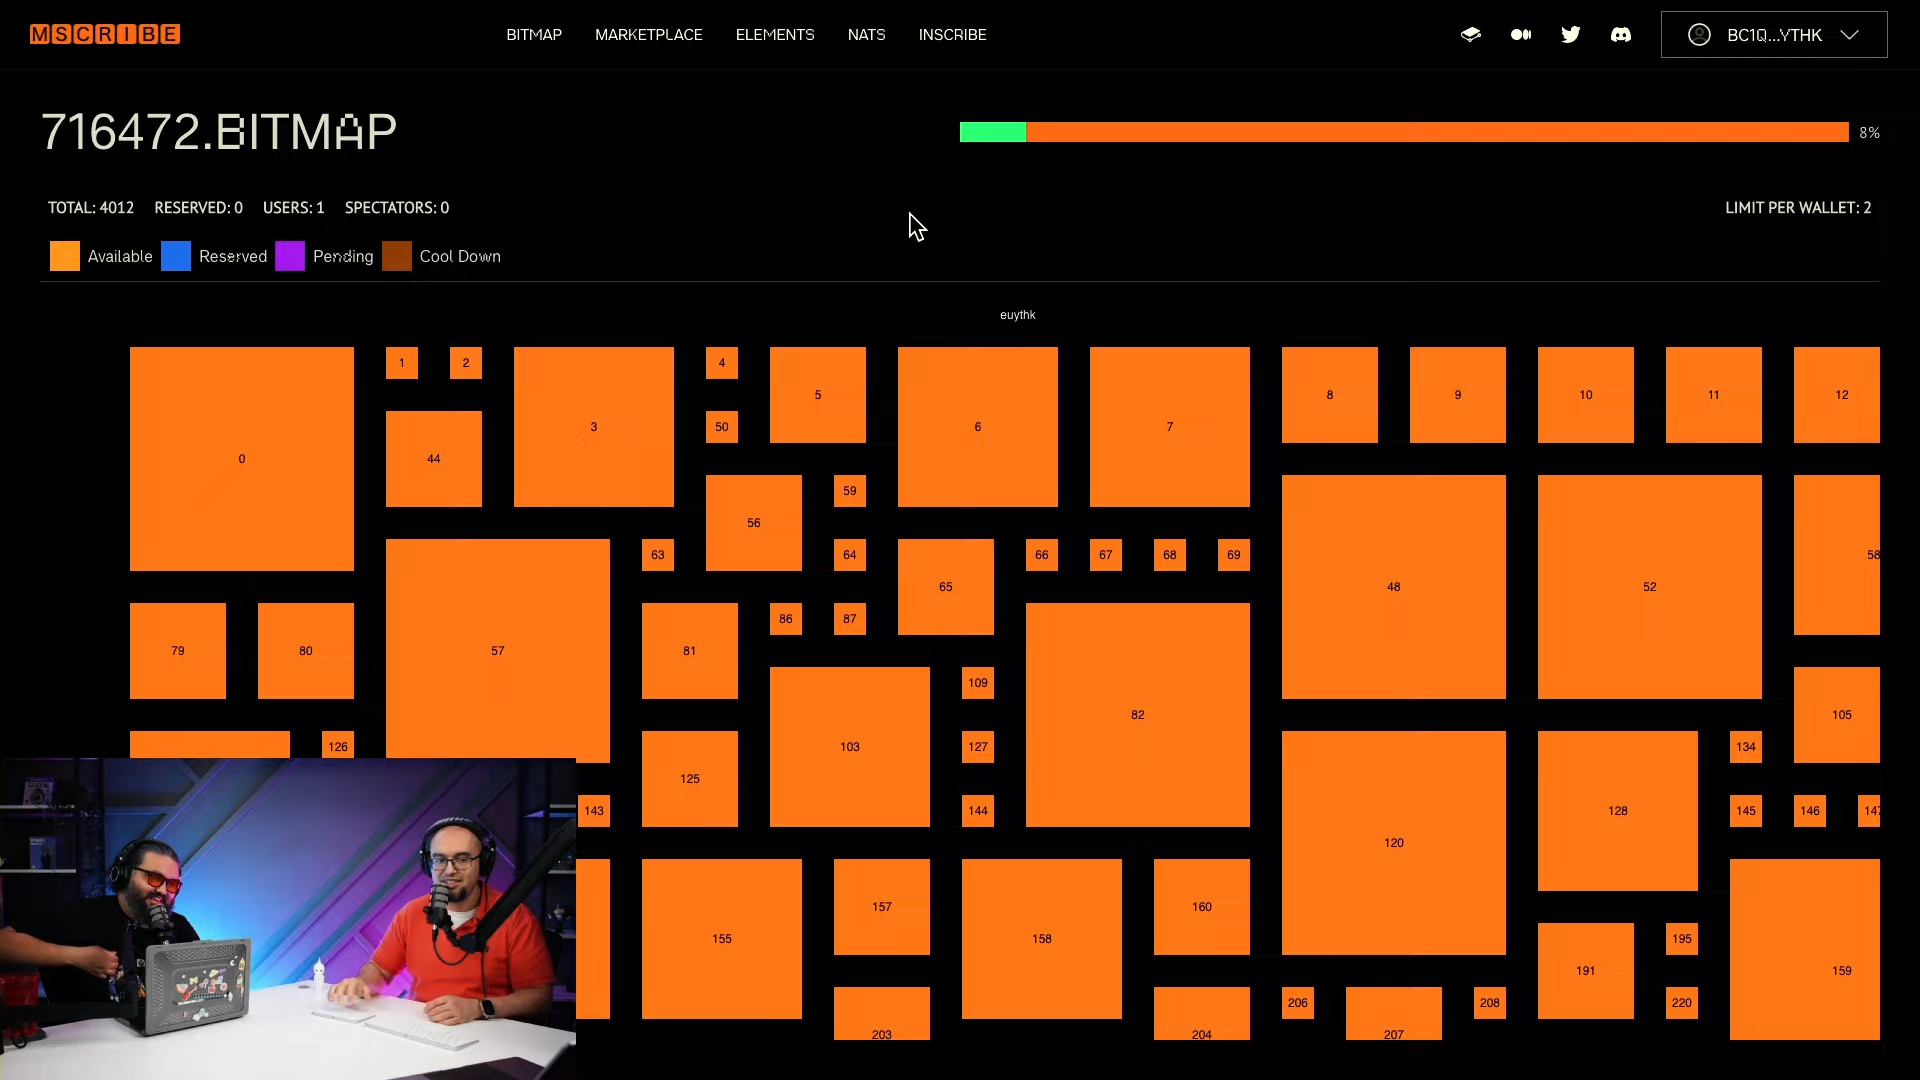 MSCRIBE
BITMAP MARKETPLACE ELEMENTS NATS INSCRIBE
BC1Q...YTHK
716472.BITMAP
8%
TOTAL: 4012 RESERVED: 0 USERS: 1 SPECTATORS: 0
LIMIT PER WALLET: 2
Available Reserved Pending Cool Down
euythk
1 2 4
5 8 9 10 11 12
0 44 3 50 6 7
59
56
63 64 66 67 68 69 58
65 48 52
86 87
79 80 57 81
109
82 105
126 103 127 134
125
143 144 128 145 146 147
120
157 160
155 158 195
191 159
206 208 220
203 204 207